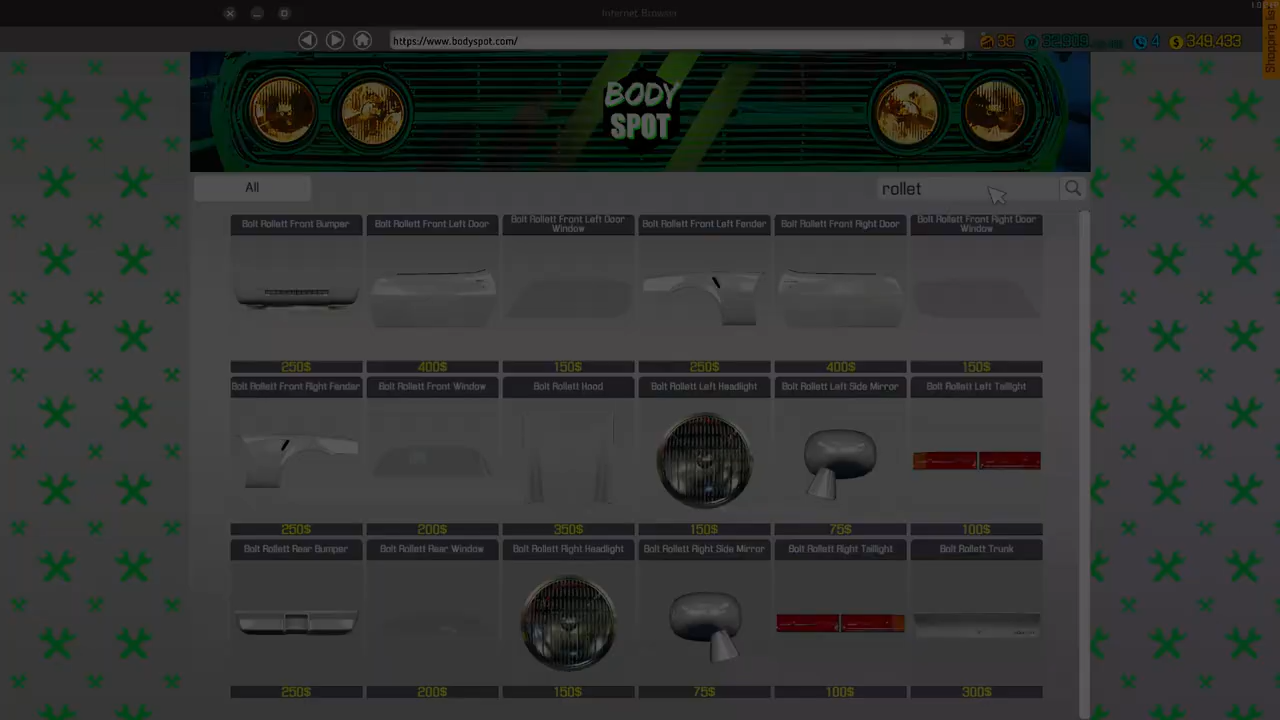 Internet Browser
https://www.bodyspot.com/
35
4
349,433
BODY
SPOT
All
rollet
Bolt Rollett Front Bumper
Bolt Rollett Front Left Door
Bolt Rollett Front Left Door
Window
Bolt Rollett Front Left Fender
Bolt Rollett Front Right Door
Bolt Rollett Front Right Door
Window
250$
400$
150$
250$
400$
150$
Bolt Rollett Front Right Fender
Bolt Rollett Front Window
Bolt Rollett Hood
Bolt Rollett Left Headlight
Bolt Rollett Left Side Mirror
Bolt Rollett Left Taillight
250$
200$
350$
150$
75$
100$
Bolt Rollett Rear Bumper
Bolt Rollett Rear Window
Bolt Rollett Right Headlight
Bolt Rollett Right Side Mirror
Bolt Rollett Right Taillight
Bolt Rollett Trunk
250$
200$
150$
75$
100$
300$